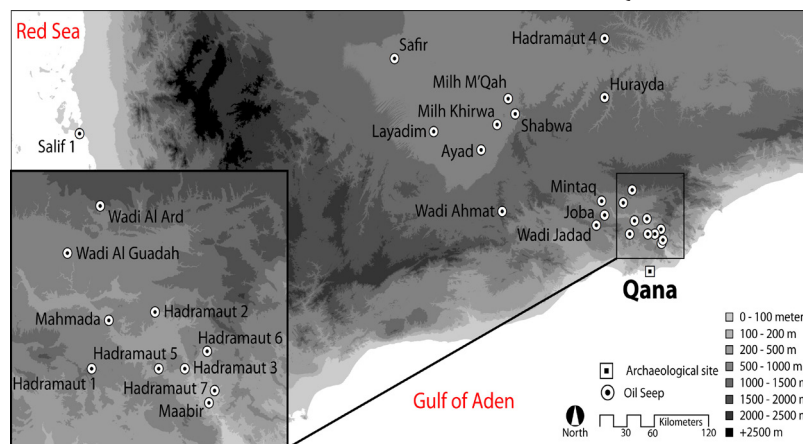 Red Sea
Safir
Hadramaut 4
Milh M'Qah
Hurayda
Milh Khirwa
Shabwa
Salif 1
Layadim
Ayad
Mintaq
Wadi Ahmat
Joba
Wadi Jadad
Wadi Al Ard
Wadi Al Guadah
Qana
Mahmada
Hadramaut 2
Hadramaut 6
Hadramaut 5
Hadramaut 1
Hadramaut 3
Hadramaut 7
Maabir
Gulf of Aden
Archaeological site
Oil Seep
North
Kilometers
30 60 120
0 - 100 meter
100 - 200 m
200 - 500 m
500 - 1000 m
1000 - 1500 m
1500 - 2000 m
2000 - 2500 m
+2500 m